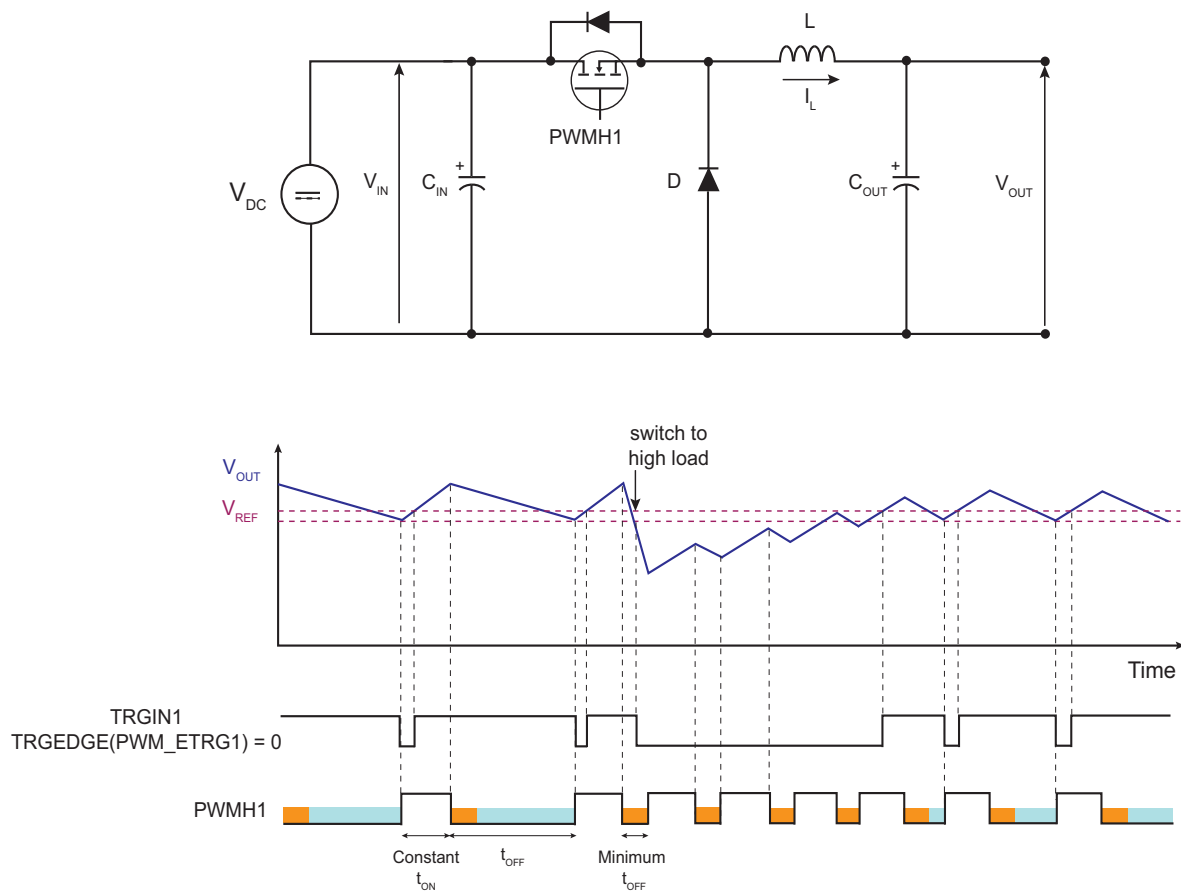 L
I_L
PWMH1
V_DC
V_IN
C_IN
+
D
C_OUT
+
V_OUT
switch to
high load
V_OUT
V_REF
Time
TRGIN1
TRGEDGE(PWM_ETRG1) = 0
PWMH1
Constant
t_ON
t_OFF
Minimum
t_OFF